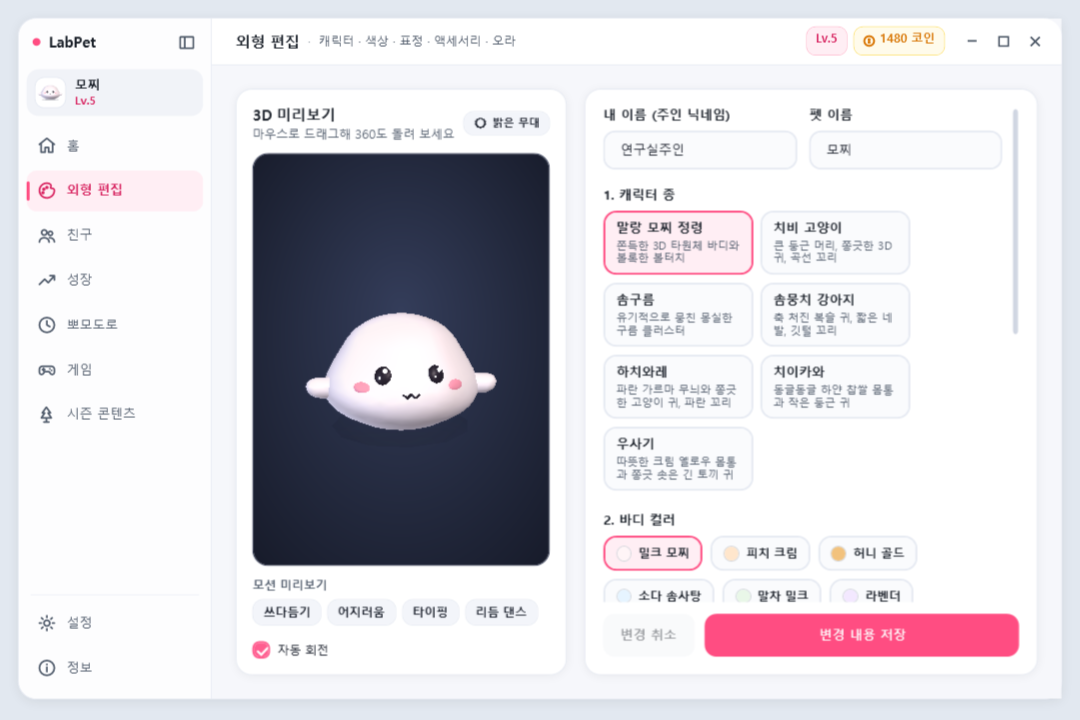 LabPet
모찌
Lv.5
홈
외형 편집
친구
성장
뽀모도로
게임
시즌 콘텐츠
설정
정보
외형 편집 · 캐릭터 · 색상 · 표정 · 액세서리 · 오라
Lv.5
1480 코인
3D 미리보기
마우스로 드래그해 360도 돌려 보세요
밝은 무대
모션 미리보기
쓰다듬기
어지러움
타이핑
리듬 댄스
자동 회전
내 이름 (주인 닉네임)
펫 이름
연구실주인
모찌
1. 캐릭터 종
말랑 모찌 정령
쫀득한 3D 타원체 바디와
볼록한 볼터치
치비 고양이
큰 둥근 머리, 쫑긋한 3D
귀, 곡선 꼬리
솜구름
유기적으로 뭉친 몽실한
구름 클러스터
솜뭉치 강아지
축 처진 복슬 귀, 짧은 네
발, 깃털 꼬리
하치와레
파란 가르마 무늬와 쫑긋
한 고양이 귀, 파란 꼬리
치이카와
동글동글 하얀 찹쌀 몸통
과 작은 둥근 귀
우사기
따뜻한 크림 옐로우 몸통
과 쫑긋 솟은 긴 토끼 귀
2. 바디 컬러
밀크 모찌
피치 크림
허니 골드
소다 솜사탕
말차 밀크
라벤더
변경 취소
변경 내용 저장